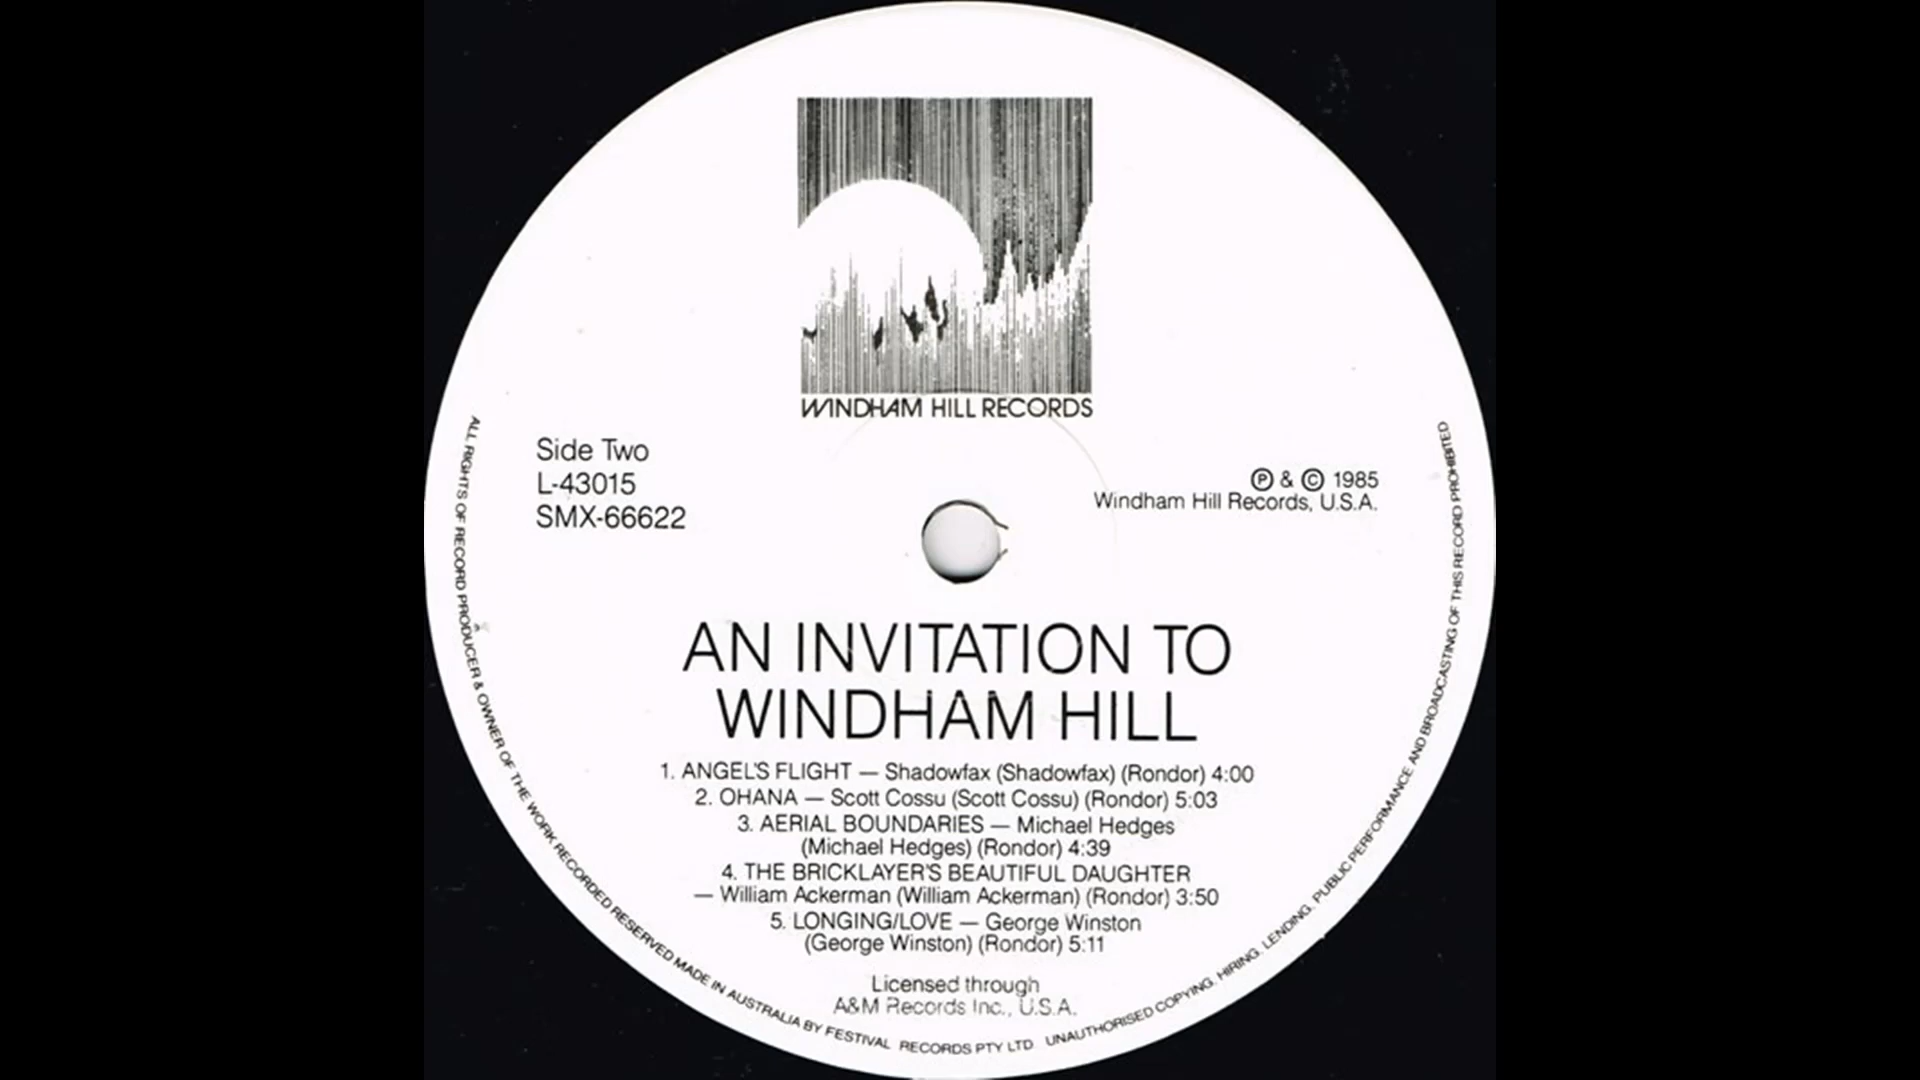 WINDHAM HILL RECORDS
Side Two
L-43015
SMX-66622
Ⓟ & © 1985
Windham Hill Records, U.S.A.
AN INVITATION TO
WINDHAM HILL
1. ANGEL'S FLIGHT — Shadowfax (Shadowfax) (Rondor) 4:00
2. OHANA — Scott Cossu (Scott Cossu) (Rondor) 5:03
3. AERIAL BOUNDARIES — Michael Hedges
(Michael Hedges) (Rondor) 4:39
4. THE BRICKLAYER'S BEAUTIFUL DAUGHTER
— William Ackerman (William Ackerman) (Rondor) 3:50
5. LONGING/LOVE — George Winston
(George Winston) (Rondor) 5:11
Licensed through
A&M Records Inc., U.S.A.
ALL RIGHTS OF RECORD PRODUCER & OWNER OF THE WORK RECORDED RESERVED MADE IN AUSTRALIA BY FESTIVAL RECORDS PTY LTD UNAUTHORISED COPYING, HIRING, LENDING, PUBLIC PERFORMANCE AND BROADCASTING OF THIS RECORD PROHIBITED